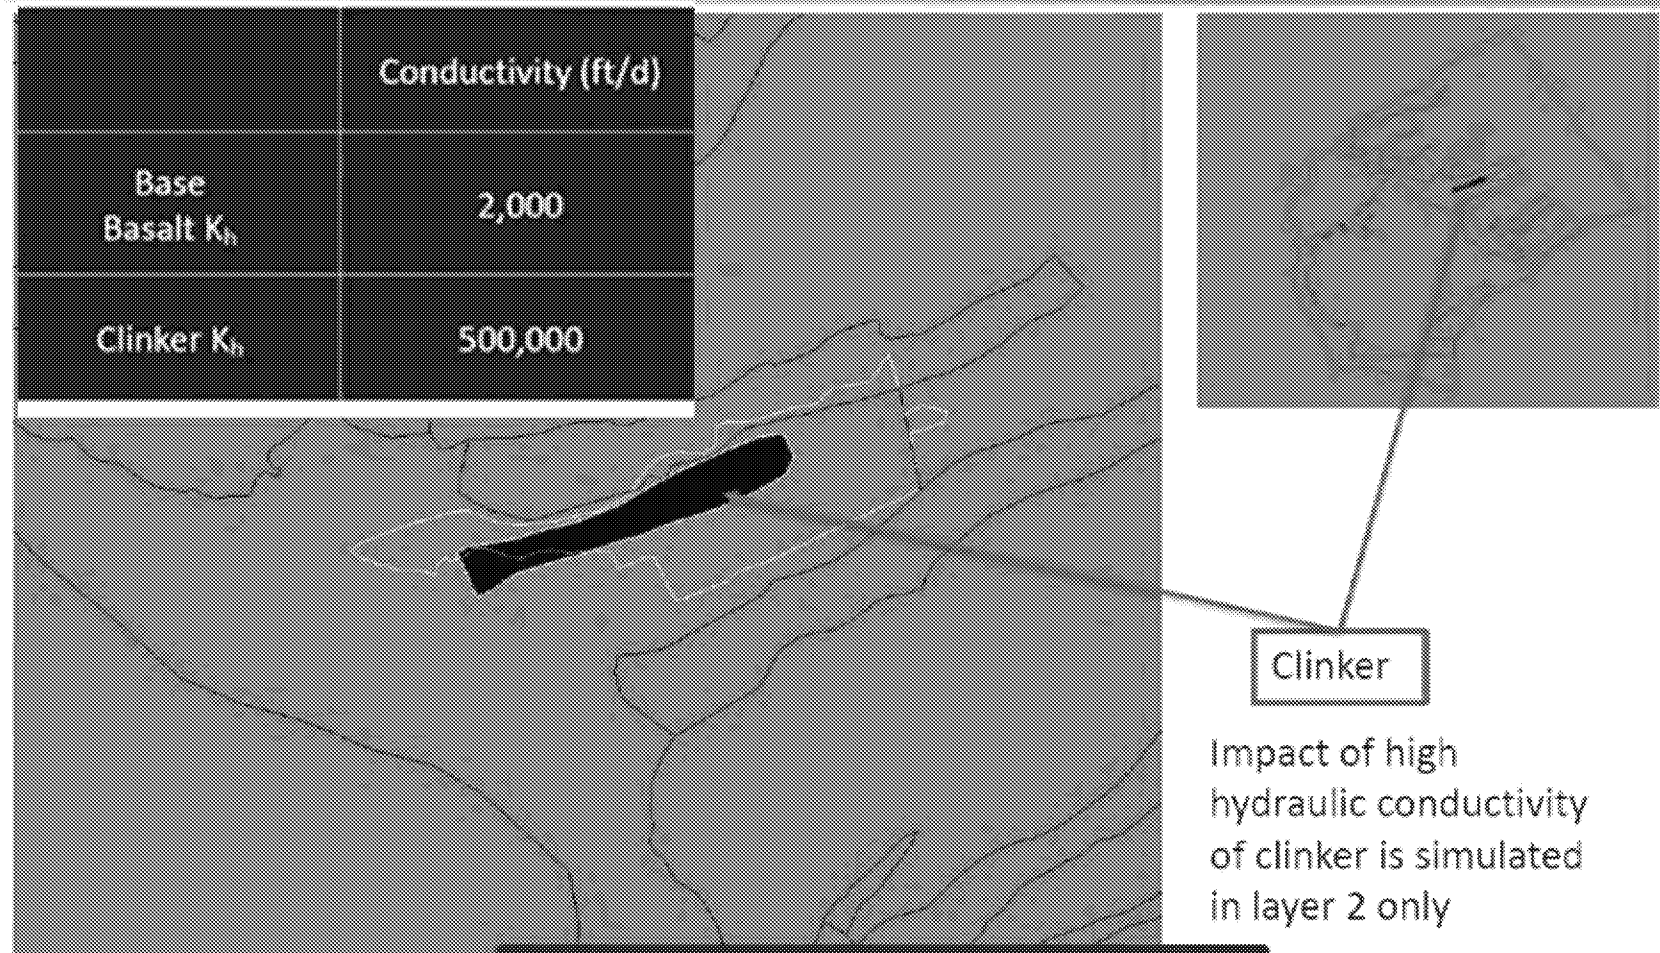 Conductivity (ft/d)
Base
Basalt Kh
2,000
Clinker Kh
500,000
Clinker
Impact of high
hydraulic conductivity
of clinker is simulated
in layer 2 only